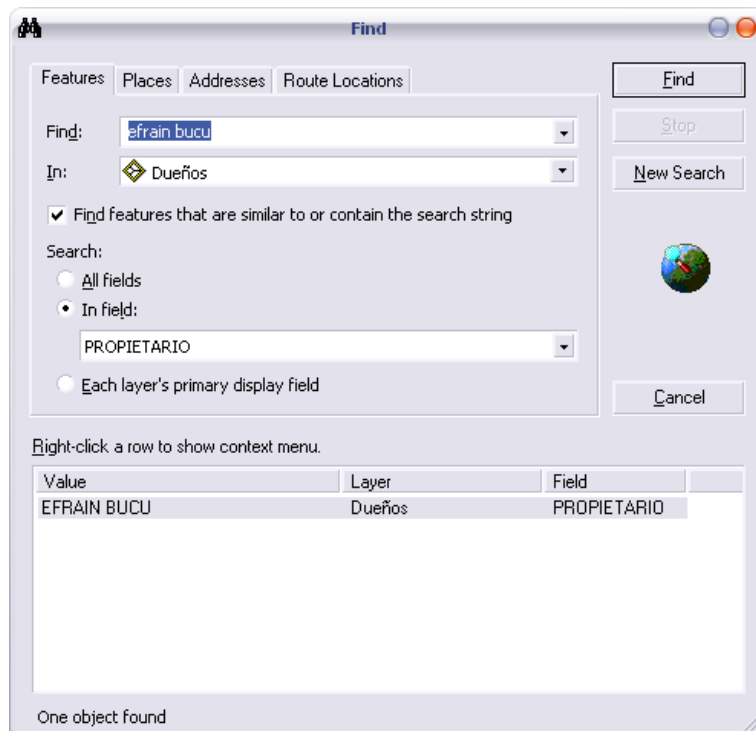 Find
Features Places Addresses Route Locations
Find
Find: efrain bucu
Stop
In: Dueños
New Search
Find features that are similar to or contain the search string
Search:
All fields
In field:
PROPIETARIO
Each layer's primary display field
Cancel
Right-click a row to show context menu.
Value Layer Field
EFRAIN BUCU Dueños PROPIETARIO
One object found